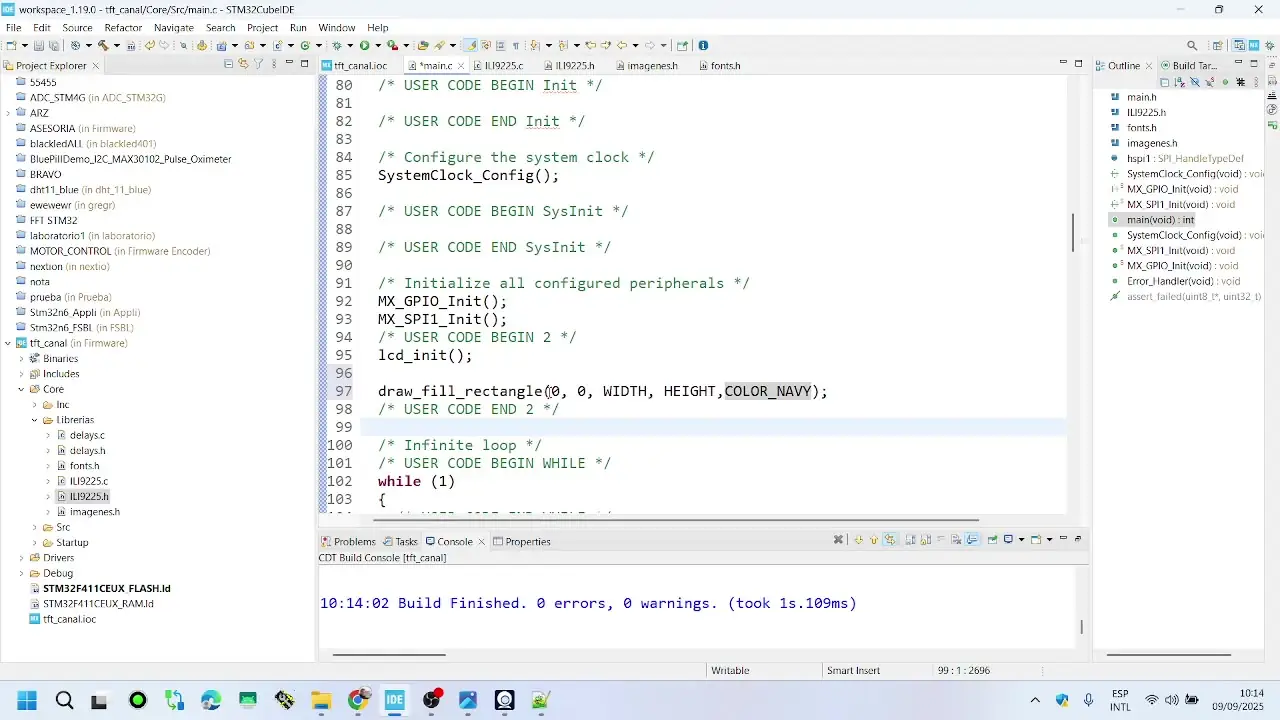 IDE workspace_1.19.0 - tft_canal/Core/Src/main.c - STM32CubeIDE
File Edit Source Refactor Navigate Search Project Run Window Help
Project Explorer
55455
ADC_STM4G (in ADC_STM32G)
ARZ
ASESORIA (in Firmware)
blackledALL (in blackled401)
BluePillDemo_I2C_MAX30102_Pulse_Oximeter
BRAVO
dht11_blue (in dht_11_blue)
ewewewr (in gregr)
FFT STM32
laboratorio1 (in laboratorio)
MOTOR_CONTROL (in Firmware Encoder)
nextion (in nextio)
nota
prueba (in Prueba)
Stm32n6_Appli (in Appli)
Stm32n6_FSBL (in FSBL)
tft_canal (in Firmware)
Binaries
Includes
Core
Inc
Librerias
delays.c
delays.h
fonts.h
ILI9225.c
ILI9225.h
imagenes.h
Src
Startup
Drivers
Debug
STM32F411CEUX_FLASH.ld
STM32F411CEUX_RAM.ld
tft_canal.ioc
MX tft_canal.ioc *main.c ILI9225.c ILI9225.h imagenes.h fonts.h
80 /* USER CODE BEGIN Init */
81
82 /* USER CODE END Init */
83
84 /* Configure the system clock */
85 SystemClock_Config();
86
87 /* USER CODE BEGIN SysInit */
88
89 /* USER CODE END SysInit */
90
91 /* Initialize all configured peripherals */
92 MX_GPIO_Init();
93 MX_SPI1_Init();
94 /* USER CODE BEGIN 2 */
95 lcd_init();
96
97 draw_fill_rectangle(0, 0, WIDTH, HEIGHT,COLOR_NAVY);
98 /* USER CODE END 2 */
99
100 /* Infinite loop */
101 /* USER CODE BEGIN WHILE */
102 while (1)
103 {
Problems Tasks Console Properties
CDT Build Console [tft_canal]
10:14:02 Build Finished. 0 errors, 0 warnings. (took 1s.109ms)
Outline Build Tar...
main.h
ILI9225.h
fonts.h
imagenes.h
hspi1 : SPI_HandleTypeDef
SystemClock_Config(void) : voi
MX_GPIO_Init(void) : void
MX_SPI1_Init(void) : void
main(void) : int
SystemClock_Config(void) : voi
MX_SPI1_Init(void) : void
MX_GPIO_Init(void) : void
Error_Handler(void) : void
assert_failed(uint8_t*, uint32_t)
Writable Smart Insert 99 : 1 : 2696
IDE
ESP
INTL
10:14
09/09/2025